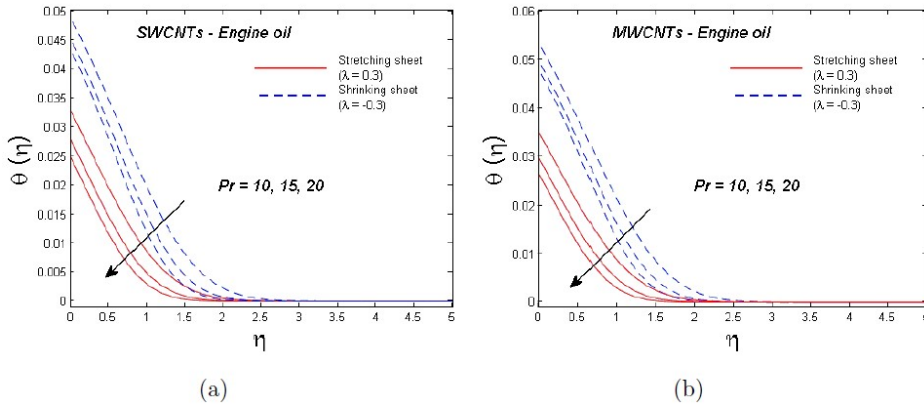 SWCNTs - Engine oil
Stretching sheet
(λ = 0.3)
Shrinking sheet
(λ = -0.3)
Pr = 10, 15, 20
θ (η)
0.05
0.045
0.04
0.035
0.03
0.025
0.02
0.015
0.01
0.005
0
0 0.5 1 1.5 2 2.5 3 3.5 4 4.5 5
η
(a)
MWCNTs - Engine oil
Stretching sheet
(λ = 0.3)
Shrinking sheet
(λ = -0.3)
Pr = 10, 15, 20
θ (η)
0.06
0.05
0.04
0.03
0.02
0.01
0
0 0.5 1 1.5 2 2.5 3 3.5 4 4.5 5
η
(b)